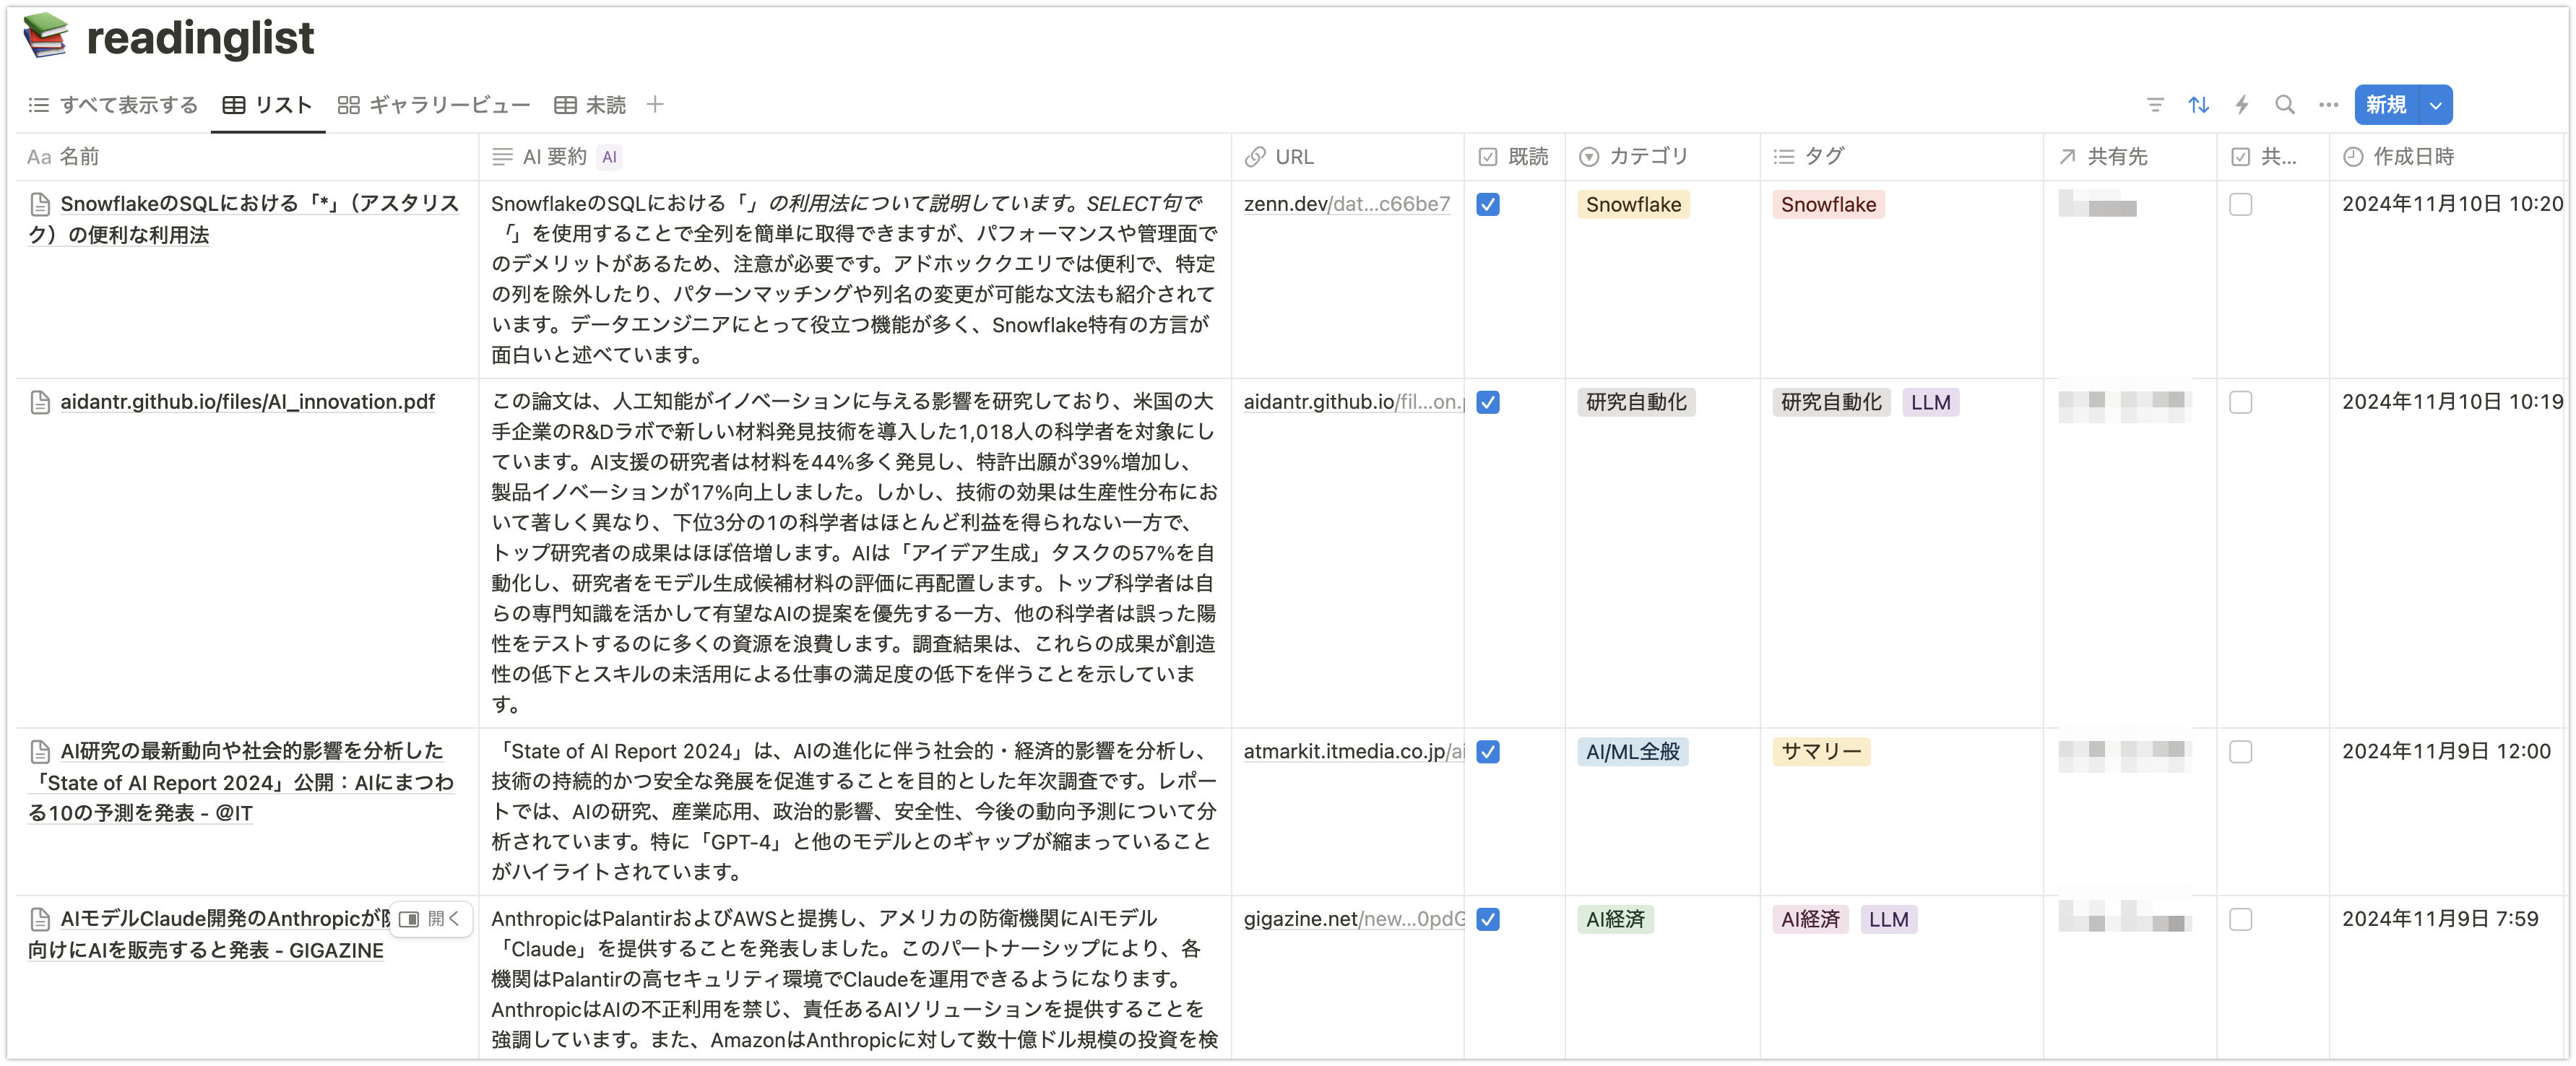 readinglist
すべて表示する リスト ギャラリービュー 未読 新規
Aa 名前 AI 要約 AI URL 既読 カテゴリ タグ 共有先 共... 作成日時
SnowflakeのSQLにおける「*」（アスタリス
ク）の便利な利用法
SnowflakeのSQLにおける「」の利用法について説明しています。SELECT句で
「」を使用することで全列を簡単に取得できますが、パフォーマンスや管理面で
のデメリットがあるため、注意が必要です。アドホッククエリでは便利で、特定
の列を除外したり、パターンマッチングや列名の変更が可能な文法も紹介されて
います。データエンジニアにとって役立つ機能が多く、Snowflake特有の方言が
面白いと述べています。
zenn.dev/dat...c66be7
Snowflake
Snowflake
2024年11月10日 10:20
aidantr.github.io/files/AI_innovation.pdf
この論文は、人工知能がイノベーションに与える影響を研究しており、米国の大
手企業のR&Dラボで新しい材料発見技術を導入した1,018人の科学者を対象にし
ています。AI支援の研究者は材料を44%多く発見し、特許出願が39%増加し、
製品イノベーションが17%向上しました。しかし、技術の効果は生産性分布にお
いて著しく異なり、下位3分の1の科学者はほとんど利益を得られない一方で、
トップ研究者の成果はほぼ倍増します。AIは「アイデア生成」タスクの57%を自
動化し、研究者をモデル生成候補材料の評価に再配置します。トップ科学者は自
らの専門知識を活かして有望なAIの提案を優先する一方、他の科学者は誤った陽
性をテストするのに多くの資源を浪費します。調査結果は、これらの成果が創造
性の低下とスキルの未活用による仕事の満足度の低下を伴うことを示していま
す。
aidantr.github.io/fil...on.p
研究自動化
研究自動化 LLM
2024年11月10日 10:19
AI研究の最新動向や社会的影響を分析した
「State of AI Report 2024」公開：AIにまつわ
る10の予測を発表 - @IT
「State of AI Report 2024」は、AIの進化に伴う社会的・経済的影響を分析し、
技術の持続的かつ安全な発展を促進することを目的とした年次調査です。レポー
トでは、AIの研究、産業応用、政治的影響、安全性、今後の動向予測について分
析されています。特に「GPT-4」と他のモデルとのギャップが縮まっていること
がハイライトされています。
atmarkit.itmedia.co.jp/ai
AI/ML全般
サマリー
2024年11月9日 12:00
AIモデルClaude開発のAnthropicが 開く
向けにAIを販売すると発表 - GIGAZINE
AnthropicはPalantirおよびAWSと提携し、アメリカの防衛機関にAIモデル
「Claude」を提供することを発表しました。このパートナーシップにより、各
機関はPalantirの高セキュリティ環境でClaudeを運用できるようになります。
AnthropicはAIの不正利用を禁じ、責任あるAIソリューションを提供することを
強調しています。また、AmazonはAnthropicに対して数十億ドル規模の投資を検
gigazine.net/new...0pdG
AI経済
AI経済 LLM
2024年11月9日 7:59